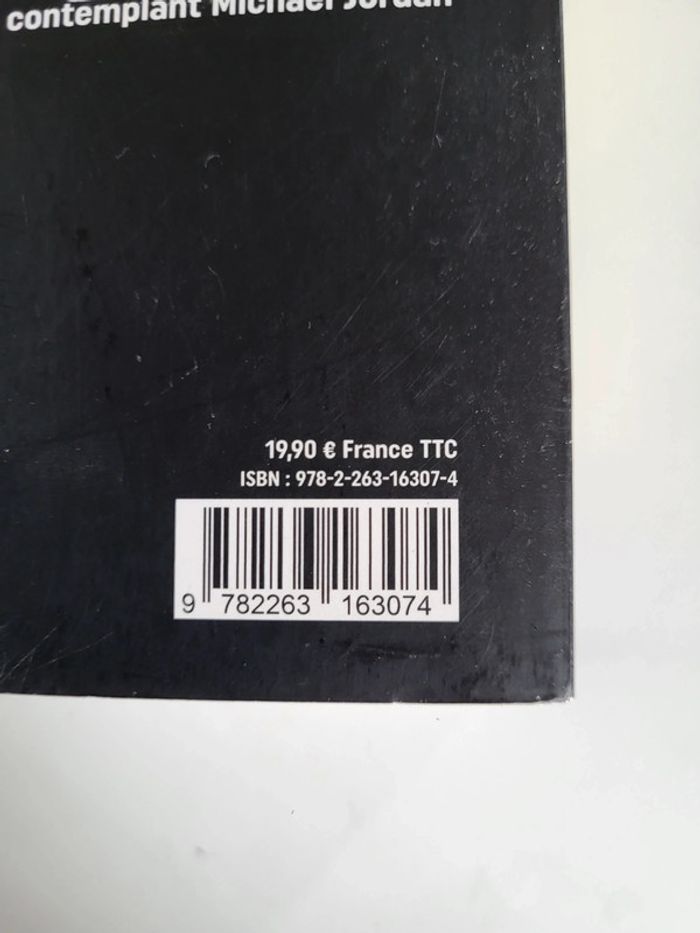 contemplant Michael Jordan
19,90 € France TTC
ISBN : 978-2-263-16307-4
9 782263 163074